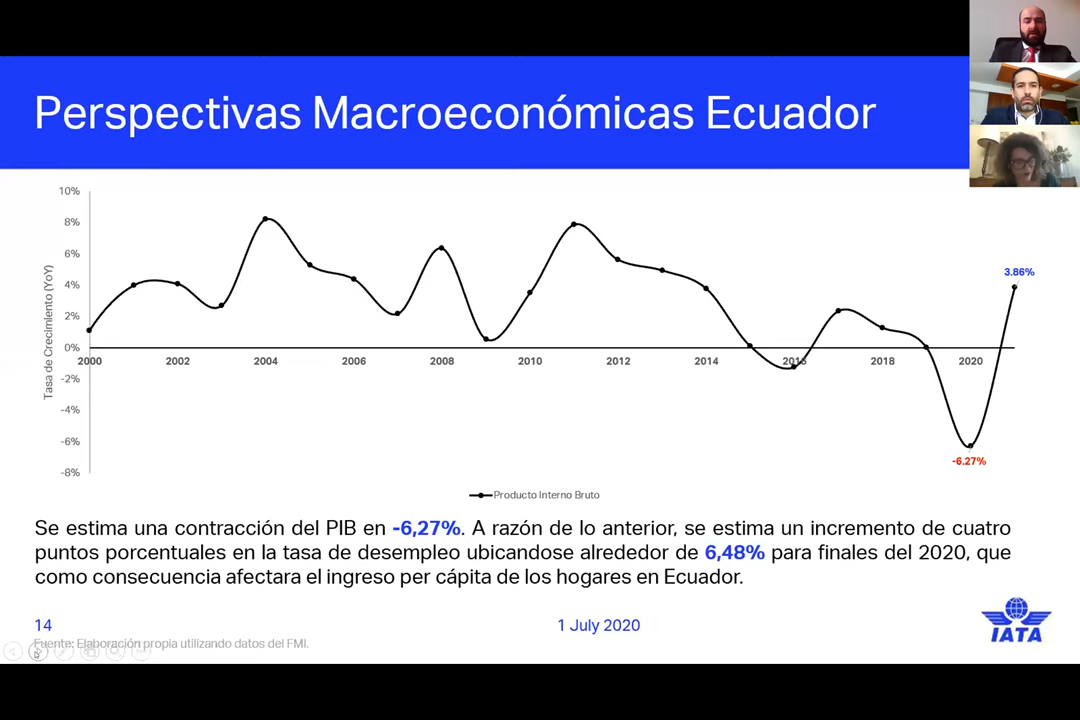 Perspectivas Macroeconómicas Ecuador
10%
8%
6%
4%
2%
0%
-2%
-4%
-6%
-8%
Tasa de Crecimiento (YoY)
2000 2002 2004 2006 2008 2010 2012 2014 2016 2018 2020
3.86%
-6.27%
Producto Interno Bruto
Se estima una contracción del PIB en -6,27%. A razón de lo anterior, se estima un incremento de cuatro
puntos porcentuales en la tasa de desempleo ubicandose alrededor de 6,48% para finales del 2020, que
como consecuencia afectara el ingreso per cápita de los hogares en Ecuador.
14
1 July 2020
Fuente: Elaboración propia utilizando datos del FMI.
IATA